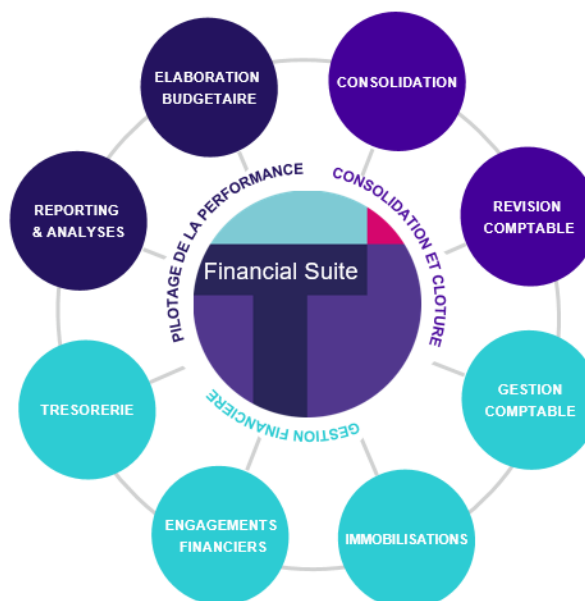 ELABORATION
BUDGETAIRE
CONSOLIDATION
REPORTING
& ANALYSES
PILOTAGE DE LA PERFORMANCE
CONSOLIDATION ET CLOTURE
REVISION
COMPTABLE
Financial Suite
TRESORERIE
GESTION FINANCIERE
GESTION
COMPTABLE
ENGAGEMENTS
FINANCIERS
IMMOBILISATIONS